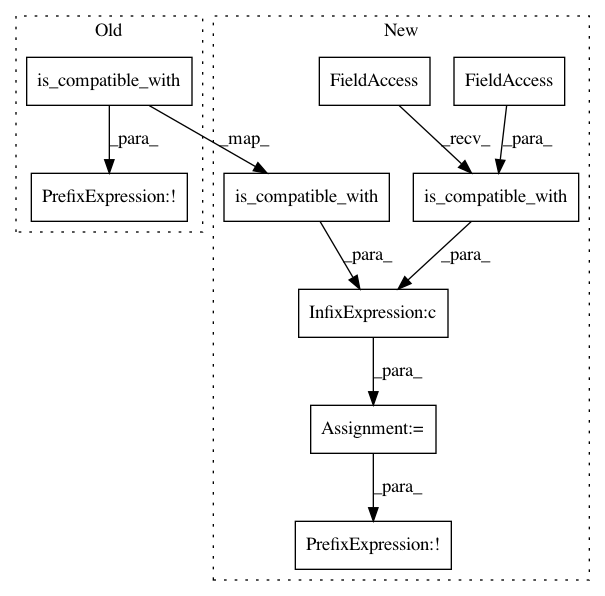 Old
New
is_compatible_with
FieldAccess
FieldAccess
_para_
_map_
_recv_
_para_
PrefixExpression:!
is_compatible_with
is_compatible_with
_para_
_para_
InfixExpression:c
_para_
Assignment:=
_para_
PrefixExpression:!